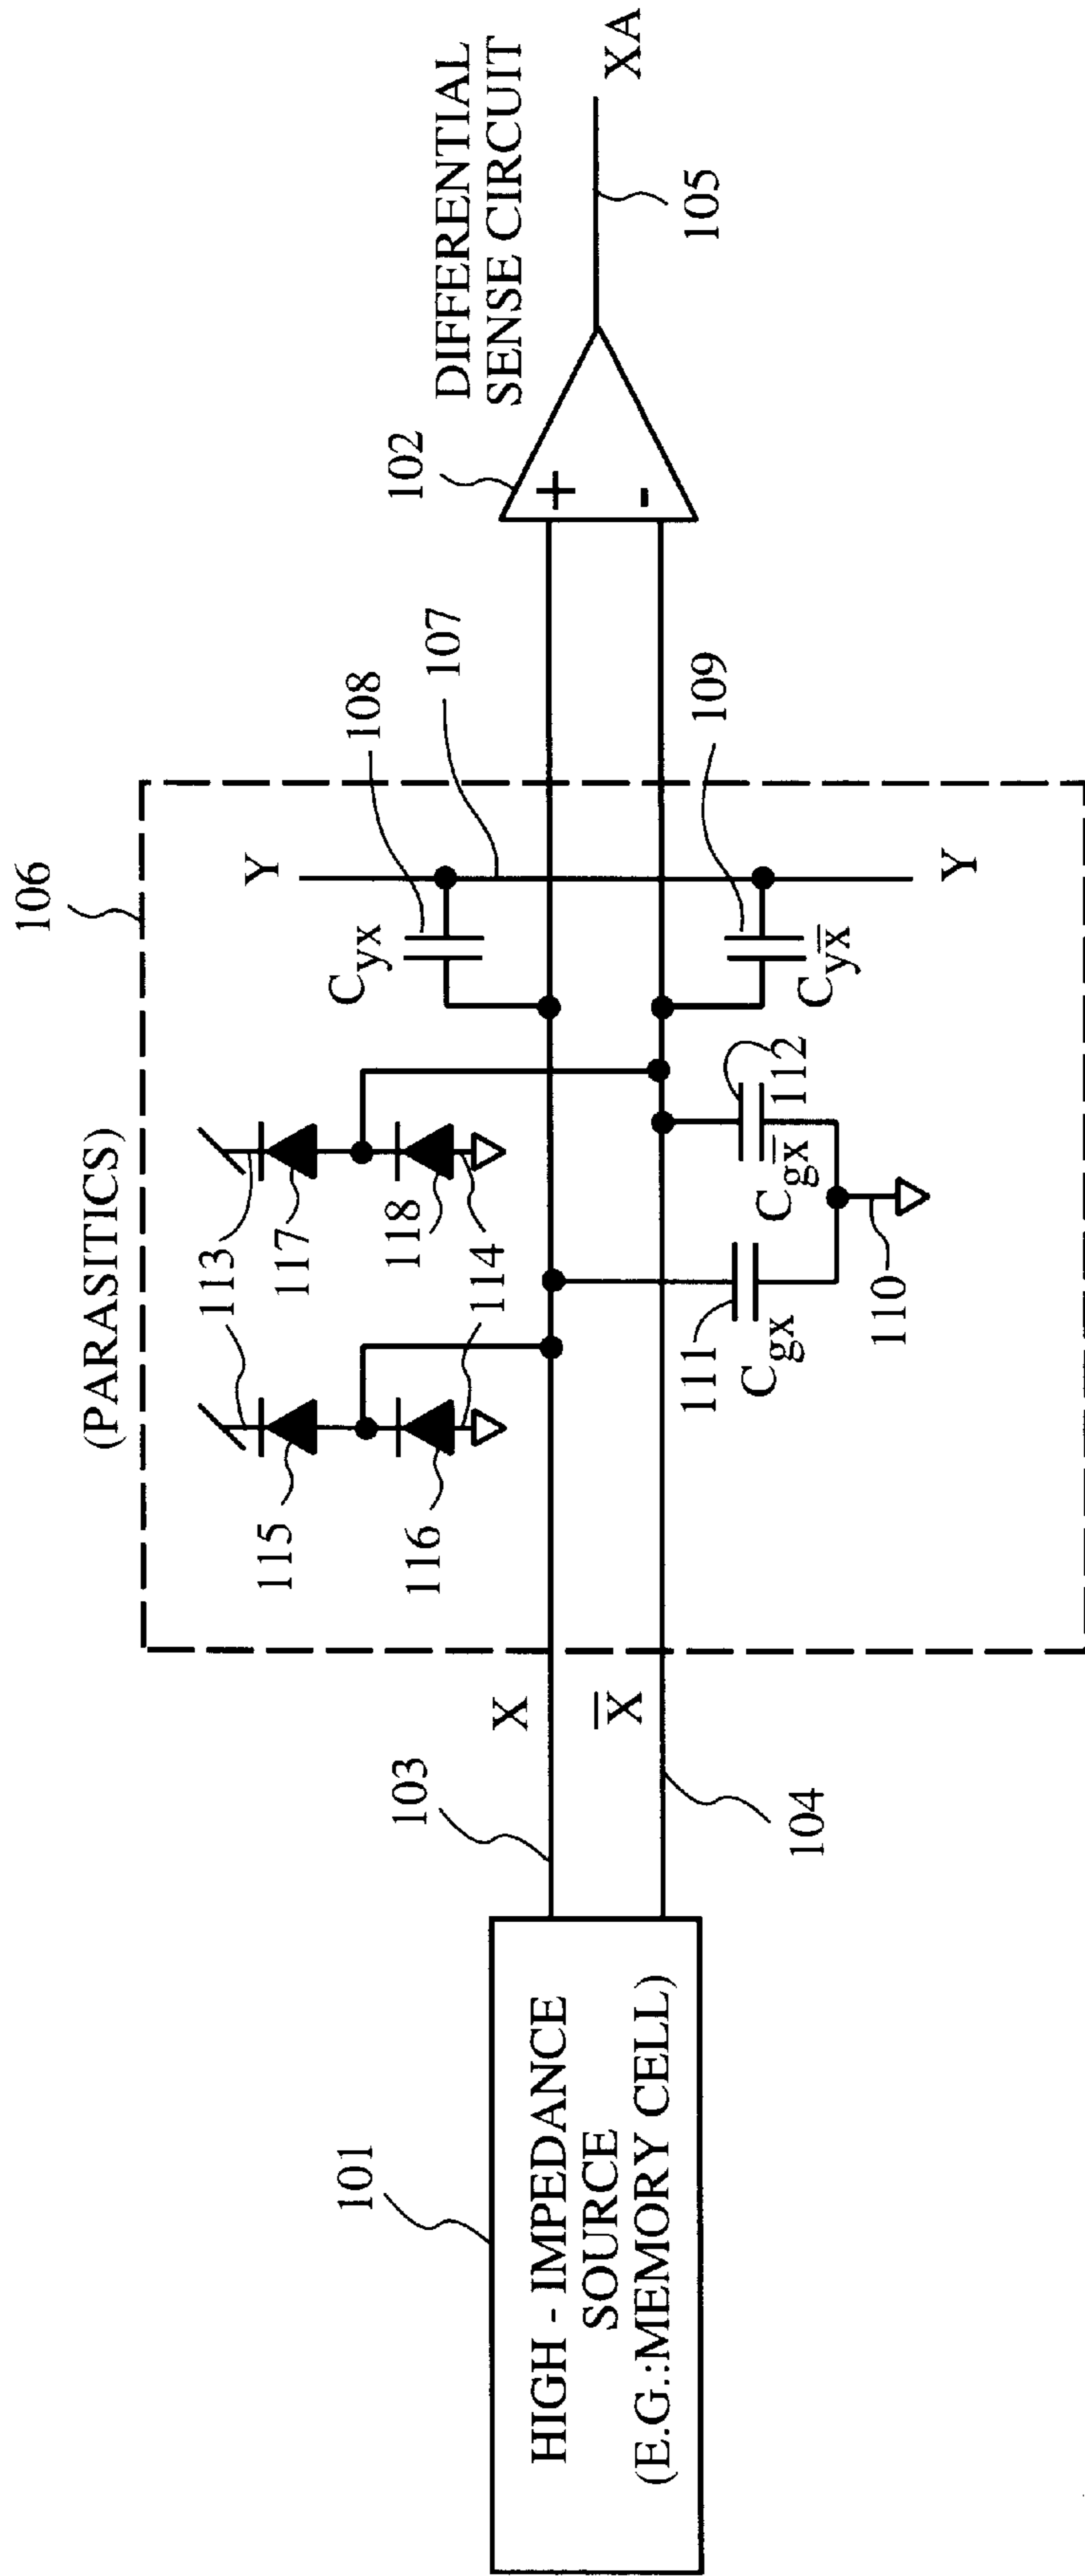 106
(PARASITICS)
113
113
Y
107
108
102
DIFFERENTIAL
SENSE CIRCUIT
115
117
Cyx
116
114
118
103
X
+
XA
101
HIGH - IMPEDANCE
SOURCE
(E.G.:MEMORY CELL)
X̅
-
105
104
111
Cgx
Cgx̅
112
Cyx̅
109
110
Y